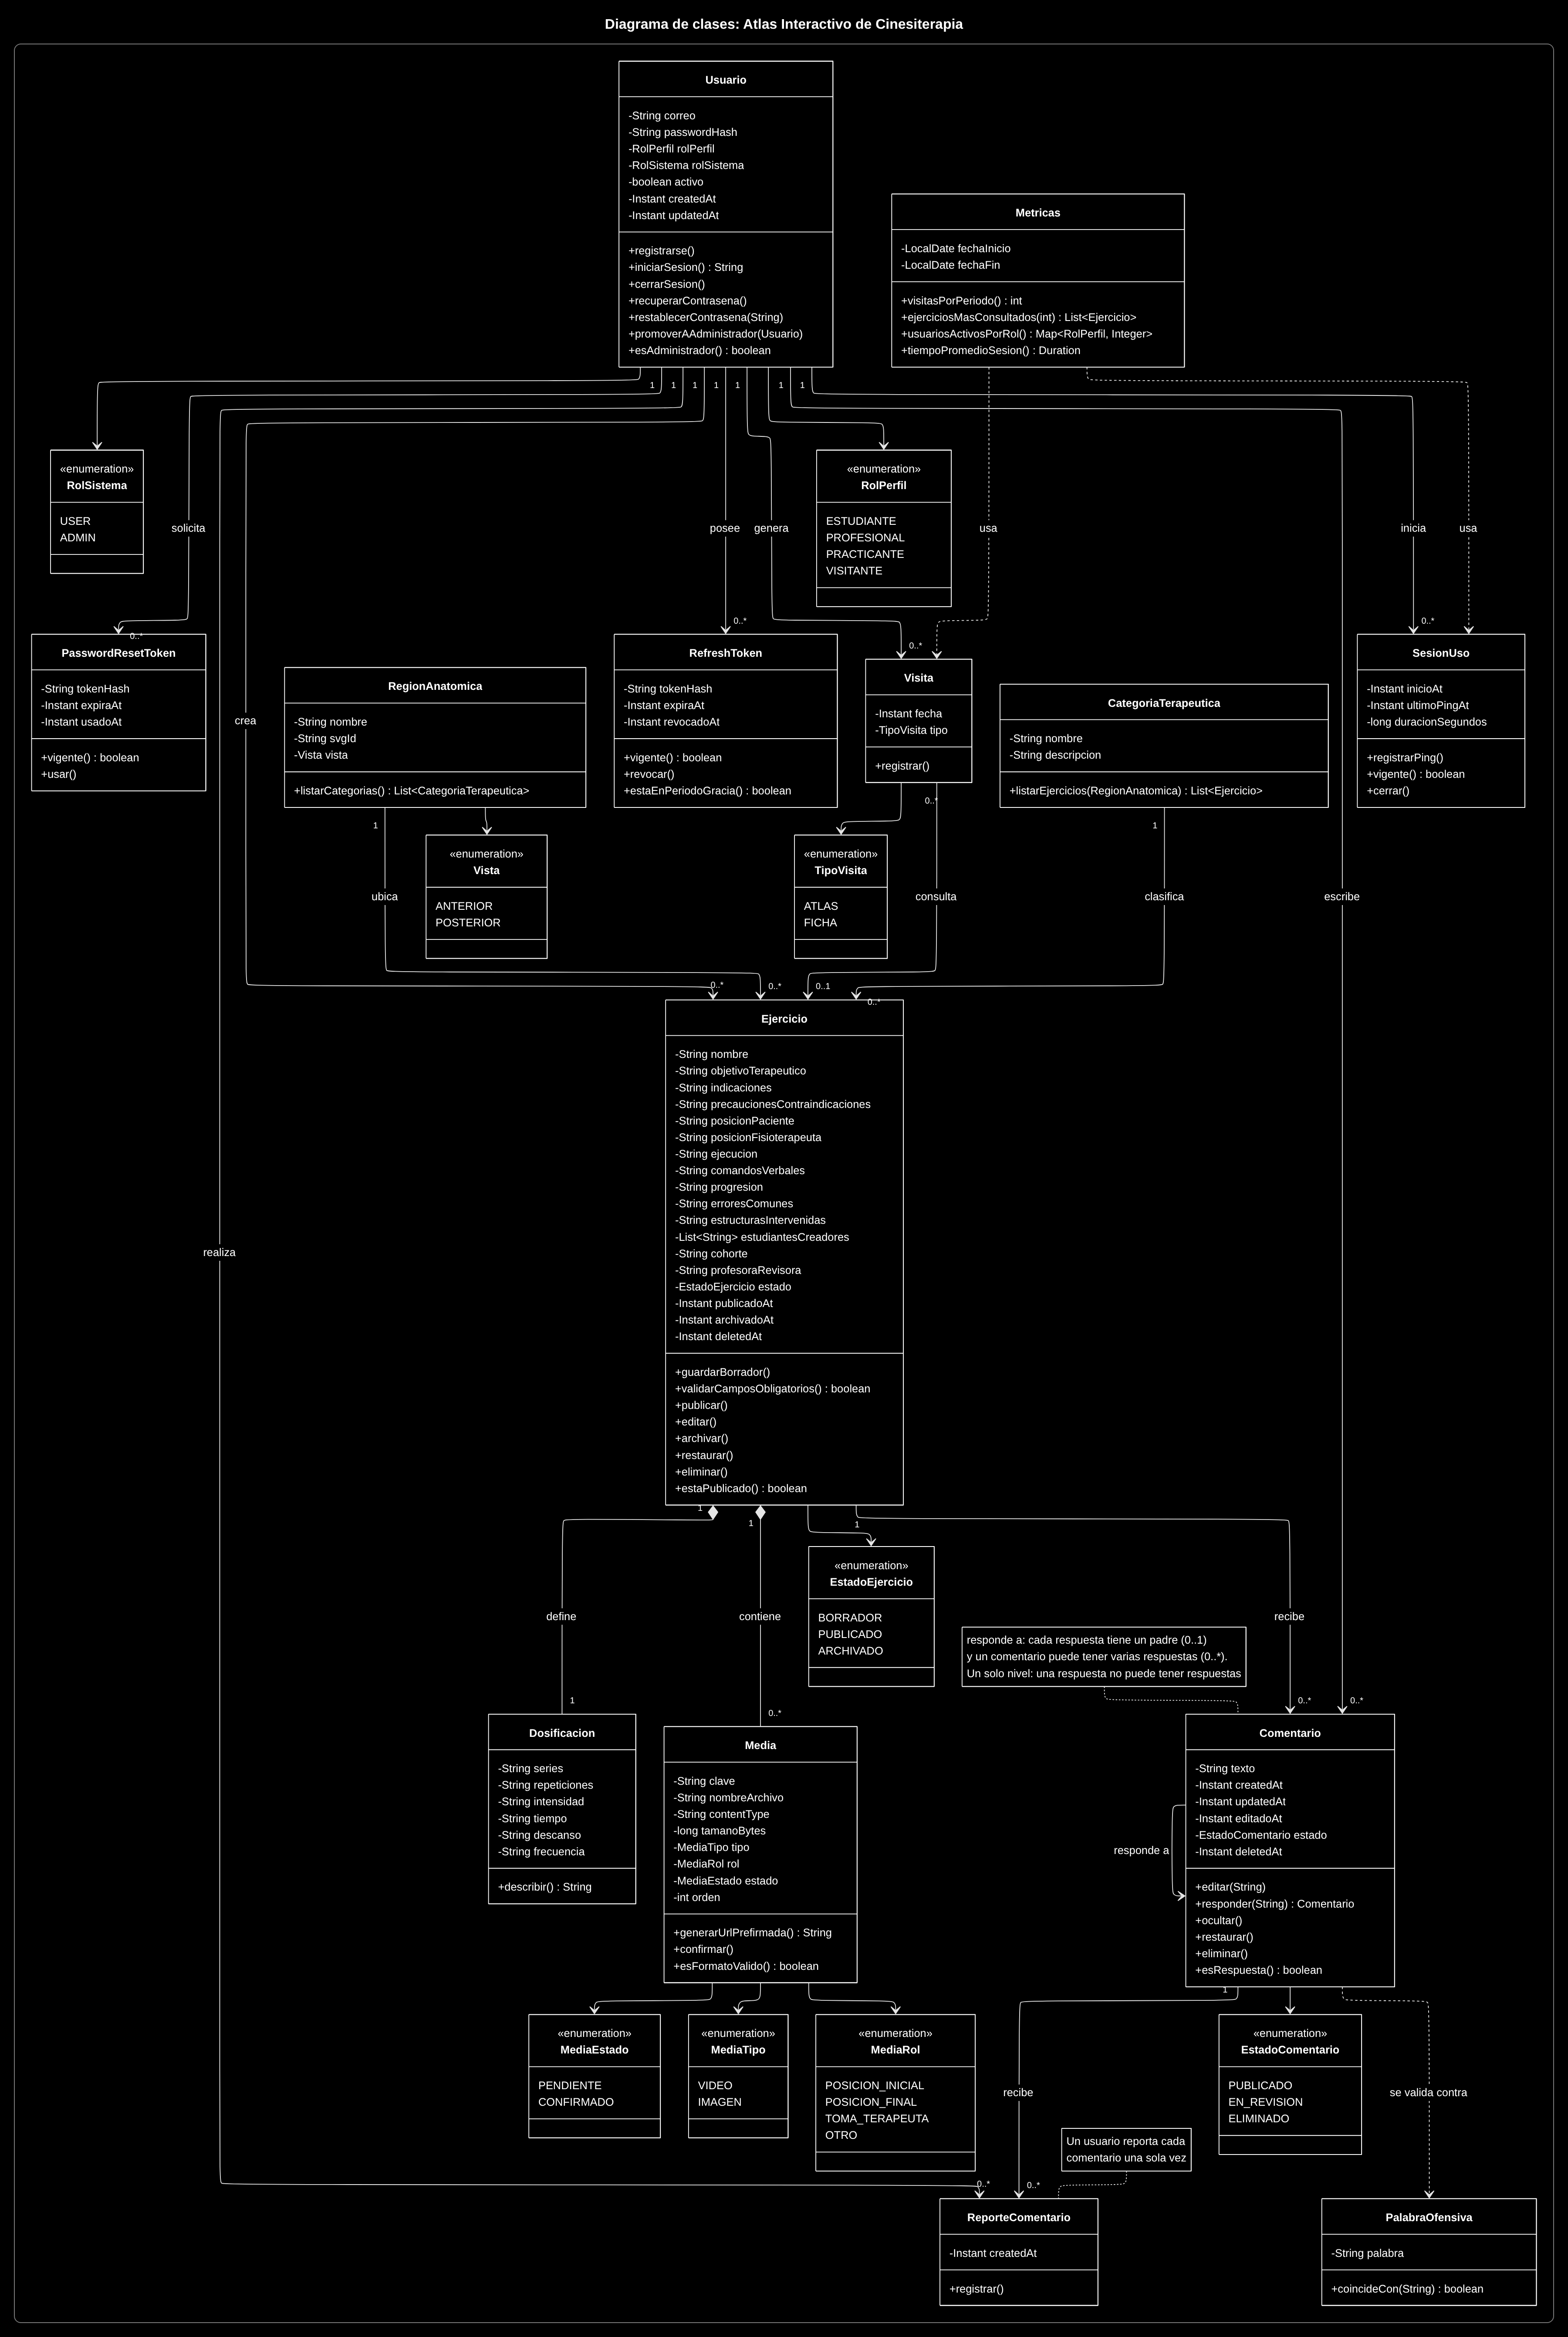 Diagrama de clases: Atlas Interactivo de Cinesiterapia
Usuario
-String correo
-String passwordHash
-RolPerfil rolPerfil
-RolSistema rolSistema
-boolean activo
-Instant createdAt
-Instant updatedAt
+registrarse()
+iniciarSesion() : String
+cerrarSesion()
+recuperarContrasena()
+restablecerContrasena(String)
+promoverAAdministrador(Usuario)
+esAdministrador() : boolean
Metricas
-LocalDate fechaInicio
-LocalDate fechaFin
+visitasPorPeriodo() : int
+ejerciciosMasConsultados(int) : List<Ejercicio>
+usuariosActivosPorRol() : Map<RolPerfil, Integer>
+tiempoPromedioSesion() : Duration
1
1
1
1
1
1
1
«enumeration»
RolSistema
USER
ADMIN
solicita
posee
genera
«enumeration»
RolPerfil
ESTUDIANTE
PROFESIONAL
PRACTICANTE
VISITANTE
usa
inicia
usa
0..*
0..*
0..*
0..*
PasswordResetToken
-String tokenHash
-Instant expiraAt
-Instant usadoAt
+vigente() : boolean
+usar()
crea
RegionAnatomica
-String nombre
-String svgId
-Vista vista
+listarCategorias() : List<CategoriaTerapeutica>
RefreshToken
-String tokenHash
-Instant expiraAt
-Instant revocadoAt
+vigente() : boolean
+revocar()
+estaEnPeriodoGracia() : boolean
Visita
-Instant fecha
-TipoVisita tipo
+registrar()
CategoriaTerapeutica
-String nombre
-String descripcion
+listarEjercicios(RegionAnatomica) : List<Ejercicio>
SesionUso
-Instant inicioAt
-Instant ultimoPingAt
-long duracionSegundos
+registrarPing()
+vigente() : boolean
+cerrar()
1
0..*
1
ubica
«enumeration»
Vista
ANTERIOR
POSTERIOR
«enumeration»
TipoVisita
ATLAS
FICHA
consulta
clasifica
escribe
0..*
0..*
0..1
0..*
Ejercicio
-String nombre
-String objetivoTerapeutico
-String indicaciones
-String precaucionesContraindicaciones
-String posicionPaciente
-String posicionFisioterapeuta
-String ejecucion
-String comandosVerbales
-String progresion
-String erroresComunes
-String estructurasIntervenidas
-List<String> estudiantesCreadores
-String cohorte
-String profesoraRevisora
-EstadoEjercicio estado
-Instant publicadoAt
-Instant archivadoAt
-Instant deletedAt
+guardarBorrador()
+validarCamposObligatorios() : boolean
+publicar()
+editar()
+archivar()
+restaurar()
+eliminar()
+estaPublicado() : boolean
realiza
1
1
1
define
contiene
«enumeration»
EstadoEjercicio
BORRADOR
PUBLICADO
ARCHIVADO
recibe
responde a: cada respuesta tiene un padre (0..1)
y un comentario puede tener varias respuestas (0..*).
Un solo nivel: una respuesta no puede tener respuestas
1
0..*
0..*
0..*
Dosificacion
-String series
-String repeticiones
-String intensidad
-String tiempo
-String descanso
-String frecuencia
+describir() : String
Media
-String clave
-String nombreArchivo
-String contentType
-long tamanoBytes
-MediaTipo tipo
-MediaRol rol
-MediaEstado estado
-int orden
+generarUrlPrefirmada() : String
+confirmar()
+esFormatoValido() : boolean
Comentario
-String texto
-Instant createdAt
-Instant updatedAt
-Instant editadoAt
-EstadoComentario estado
-Instant deletedAt
+editar(String)
+responder(String) : Comentario
+ocultar()
+restaurar()
+eliminar()
+esRespuesta() : boolean
responde a
1
«enumeration»
MediaEstado
PENDIENTE
CONFIRMADO
«enumeration»
MediaTipo
VIDEO
IMAGEN
«enumeration»
MediaRol
POSICION_INICIAL
POSICION_FINAL
TOMA_TERAPEUTA
OTRO
recibe
«enumeration»
EstadoComentario
PUBLICADO
EN_REVISION
ELIMINADO
se valida contra
Un usuario reporta cada
comentario una sola vez
0..*
0..*
ReporteComentario
-Instant createdAt
+registrar()
PalabraOfensiva
-String palabra
+coincideCon(String) : boolean